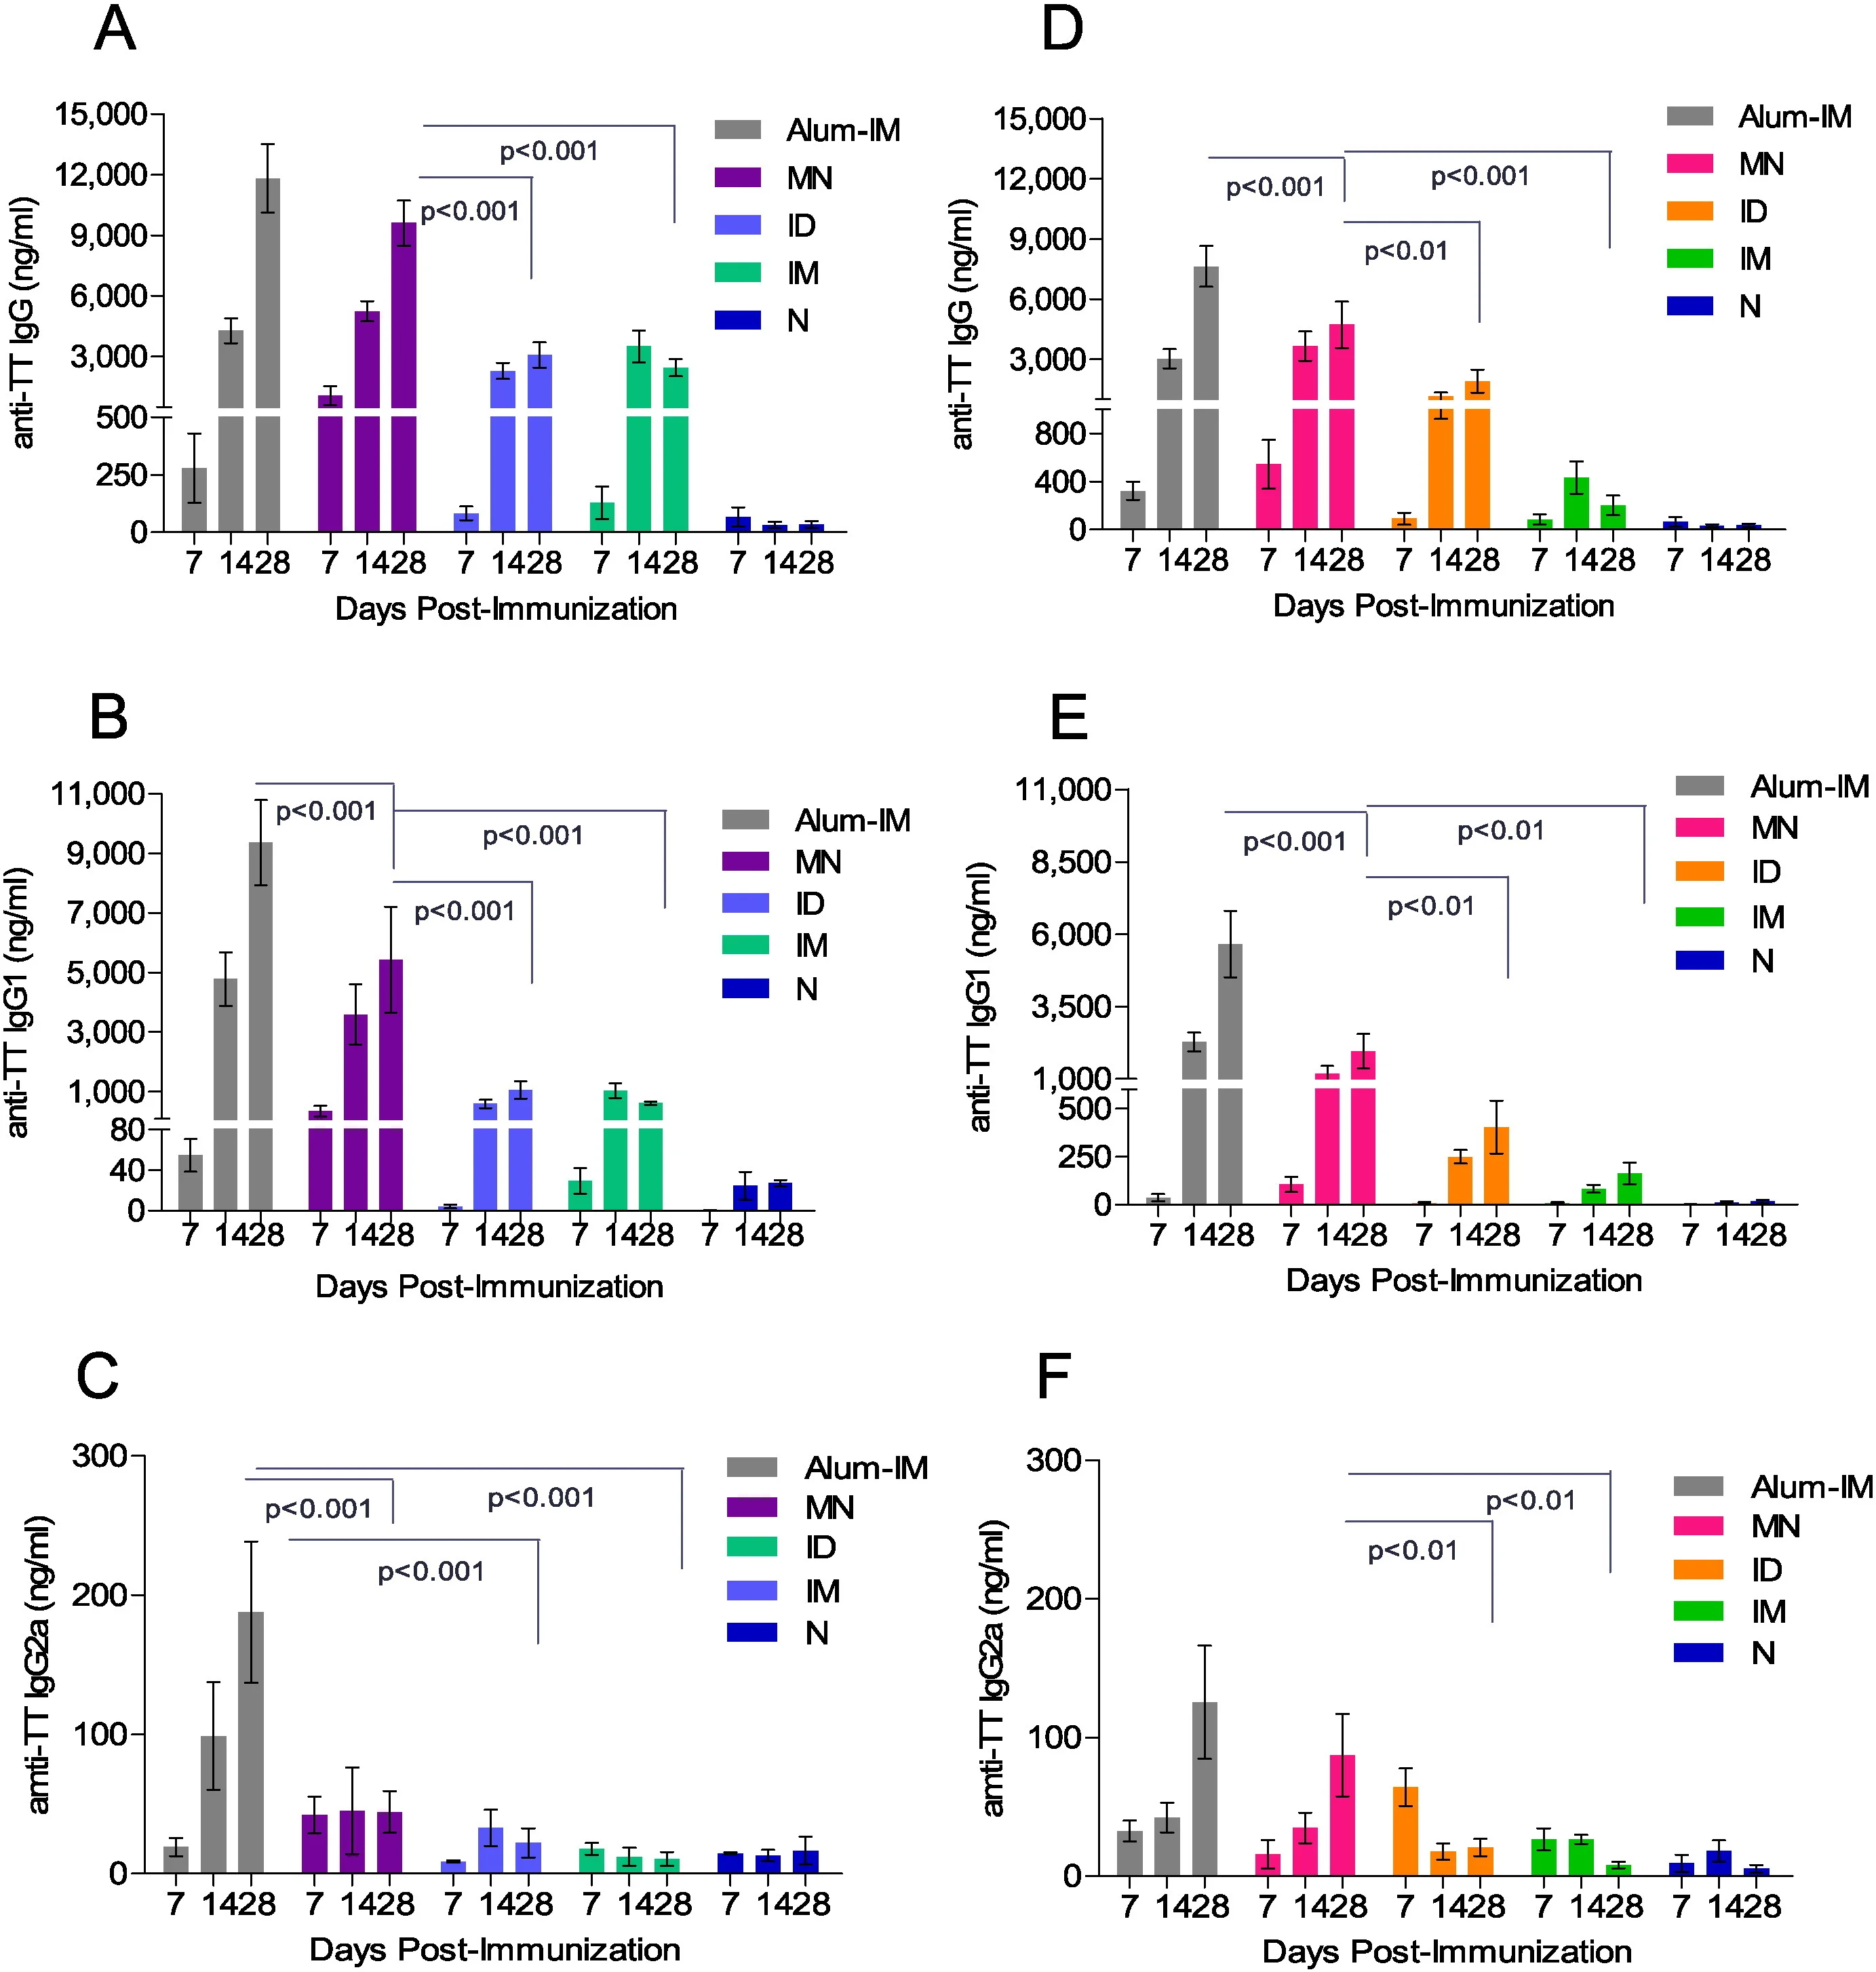 A
15,000
12,000
9,000
6,000
3,000
500
250
0
anti-TT IgG (ng/ml)
p<0.001
p<0.001
Alum-IM
MN
ID
IM
N
7 1428 7 1428 7 1428 7 1428 7 1428
Days Post-Immunization
D
15,000
12,000
9,000
6,000
3,000
800
400
0
anti-TT IgG (ng/ml)
p<0.001
p<0.001
p<0.01
Alum-IM
MN
ID
IM
N
7 1428 7 1428 7 1428 7 1428 7 1428
Days Post-Immunization
B
11,000
9,000
7,000
5,000
3,000
1,000
80
40
0
anti-TT IgG1 (ng/ml)
p<0.001
p<0.001
p<0.001
Alum-IM
MN
ID
IM
N
7 1428 7 1428 7 1428 7 1428 7 1428
Days Post-Immunization
E
11,000
8,500
6,000
3,500
1,000
500
250
0
anti-TT IgG1 (ng/ml)
p<0.001
p<0.01
p<0.01
Alum-IM
MN
ID
IM
N
7 1428 7 1428 7 1428 7 1428 7 1428
Days Post-Immunization
C
300
200
100
0
amti-TT IgG2a (ng/ml)
p<0.001
p<0.001
p<0.001
Alum-IM
MN
ID
IM
N
7 1428 7 1428 7 1428 7 1428 7 1428
Days Post-Immunization
F
300
200
100
0
amti-TT IgG2a (ng/ml)
p<0.01
p<0.01
Alum-IM
MN
ID
IM
N
7 1428 7 1428 7 1428 7 1428 7 1428
Days Post-Immunization